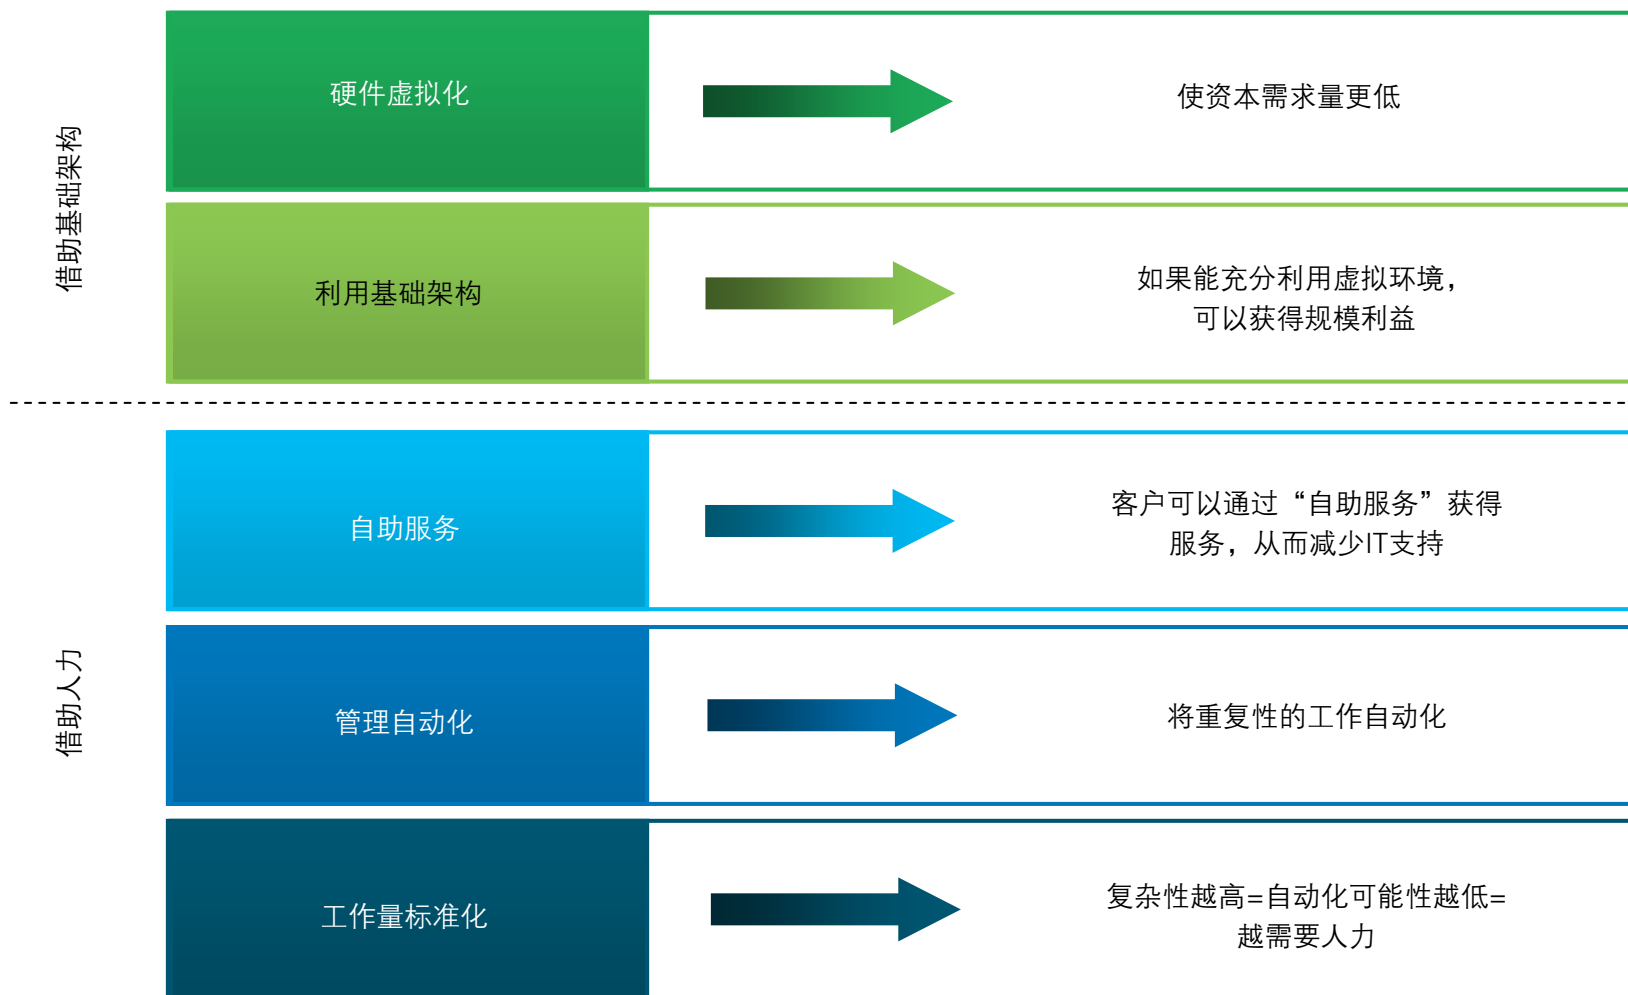 借助基础架构
硬件虚拟化
使资本需求量更低
利用基础架构
如果能充分利用虚拟环境，
可以获得规模利益
借助人力
自助服务
客户可以通过“自助服务”获得
服务，从而减少IT支持
管理自动化
将重复性的工作自动化
工作量标准化
复杂性越高=自动化可能性越低=
越需要人力